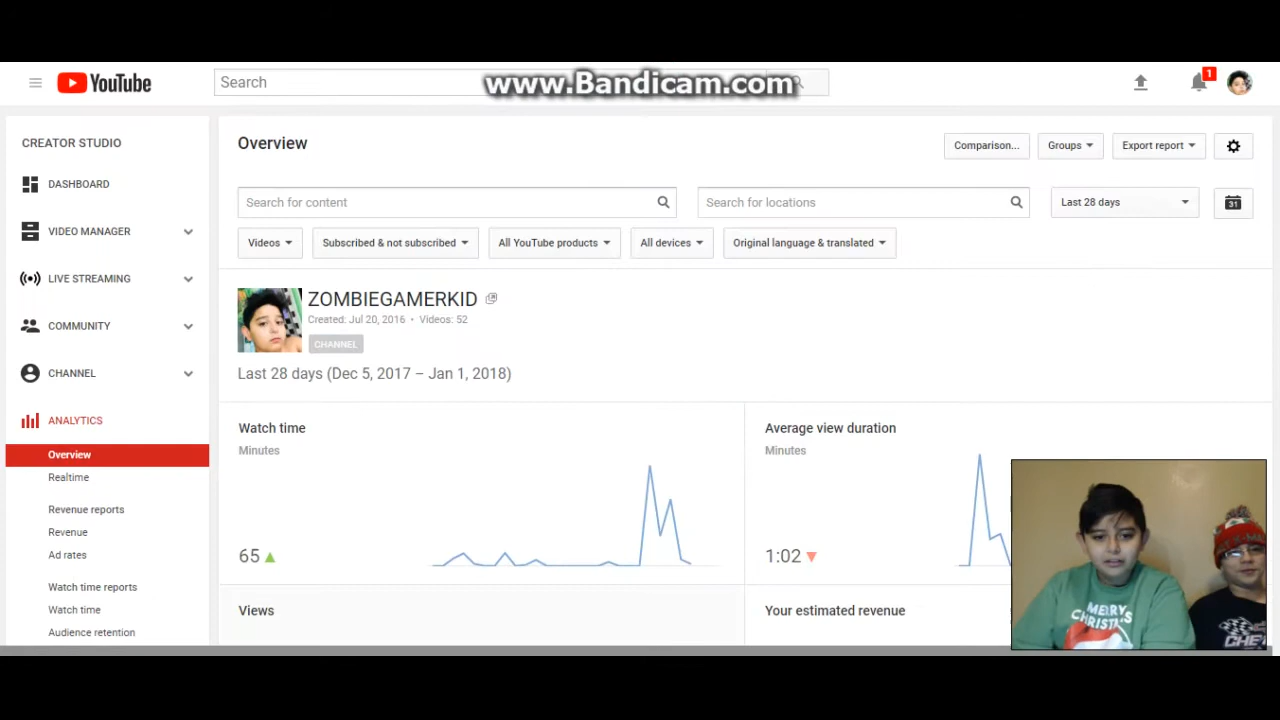 www.Bandicam.com
YouTube
Search
1
CREATOR STUDIO
DASHBOARD
VIDEO MANAGER
LIVE STREAMING
COMMUNITY
CHANNEL
ANALYTICS
Overview
Realtime
Revenue reports
Revenue
Ad rates
Watch time reports
Watch time
Audience retention
Overview
Comparison...
Groups
Export report
Search for content
Search for locations
Last 28 days
31
Videos
Subscribed & not subscribed
All YouTube products
All devices
Original language & translated
ZOMBIEGAMERKID
Created: Jul 20, 2016 • Videos: 52
CHANNEL
Last 28 days (Dec 5, 2017 – Jan 1, 2018)
Watch time
Minutes
65
Average view duration
Minutes
1:02
Views
Your estimated revenue
MERRY